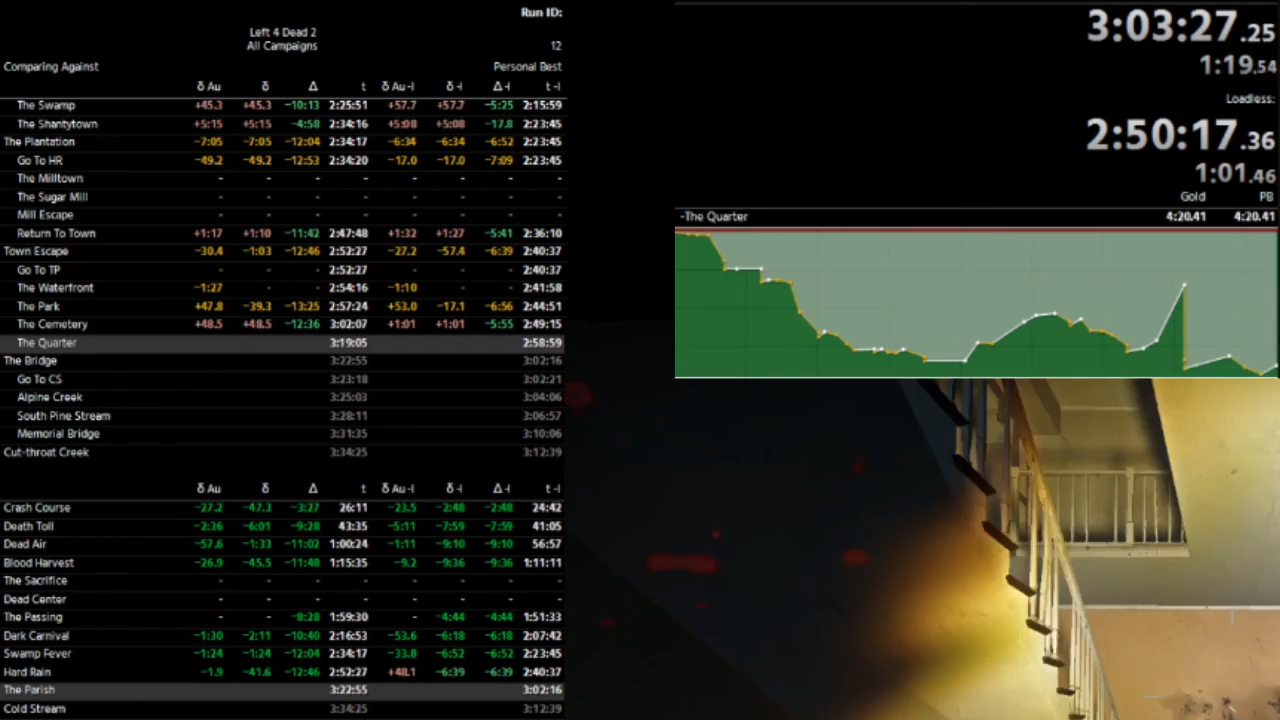 Run ID:
Left 4 Dead 2
All Campaigns 12
Comparing Against Personal Best
δ Au δ Δ t δ Au -l δ -l Δ -l t -l
The Swamp +45.3 +45.3 −10:13 2:25:51 +57.7 +57.7 −5:25 2:15:59
The Shantytown +5:15 +5:15 −4:58 2:34:16 +5:08 +5:08 −17.8 2:23:45
The Plantation −7:05 −7:05 −12:04 2:34:17 −6:34 −6:34 −6:52 2:23:45
Go To HR −49.2 −49.2 −12:53 2:34:20 −17.0 −17.0 −7:09 2:23:45
The Milltown - - - - - - - -
The Sugar Mill - - - - - - - -
Mill Escape - - - - - - - -
Return To Town +1:17 +1:10 −11:42 2:47:48 +1:32 +1:27 −5:41 2:36:10
Town Escape −30.4 −1:03 −12:46 2:52:27 −27.2 −57.4 −6:39 2:40:37
Go To TP - - - 2:52:27 - - - 2:40:37
The Waterfront −1:27 - - 2:54:16 −1:10 - - 2:41:58
The Park +47.8 −39.3 −13:25 2:57:24 +53.0 −17.1 −6:56 2:44:51
The Cemetery +48.5 +48.5 −12:36 3:02:07 +1:01 +1:01 −5:55 2:49:15
The Quarter 3:19:05 2:58:59
The Bridge 3:22:55 3:02:16
Go To CS 3:23:18 3:02:21
Alpine Creek 3:25:03 3:04:06
South Pine Stream 3:28:11 3:06:57
Memorial Bridge 3:31:35 3:10:06
Cut-throat Creek 3:34:25 3:12:39
δ Au δ Δ t δ Au -l δ -l Δ -l t -l
Crash Course −27.2 −47.3 −3:27 26:11 −23.5 −2:48 −2:48 24:42
Death Toll −2:36 −6:01 −9:28 43:35 −5:11 −7:59 −7:59 41:05
Dead Air −57.6 −1:33 −11:02 1:00:24 −1:11 −9:10 −9:10 56:57
Blood Harvest −26.9 −45.5 −11:48 1:15:35 −9.2 −9:36 −9:36 1:11:11
The Sacrifice - - - - - - - -
Dead Center - - - - - - - -
The Passing - - −8:28 1:59:30 - −4:44 −4:44 1:51:33
Dark Carnival −1:30 −2:11 −10:40 2:16:53 −53.6 −6:18 −6:18 2:07:42
Swamp Fever −1:24 −1:24 −12:04 2:34:17 −33.8 −6:52 −6:52 2:23:45
Hard Rain −1.9 −41.6 −12:46 2:52:27 +48.1 −6:39 −6:39 2:40:37
The Parish 3:22:55 3:02:16
Cold Stream 3:34:25 3:12:39
3:03:27.25
1:19.54
Loadless:
2:50:17.36
1:01.46
Gold PB
-The Quarter 4:20.41 4:20.41